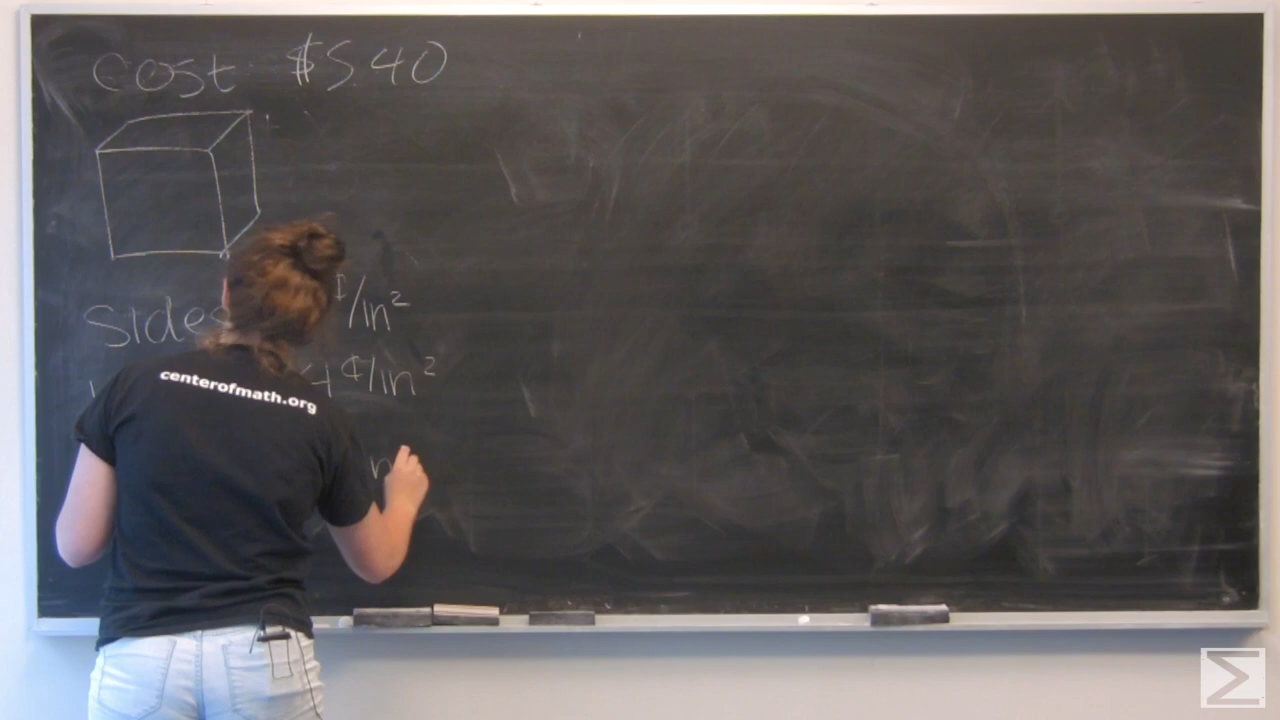 cost $5.40
Sides ¢/in²
4¢/in²
n
centerofmath.org